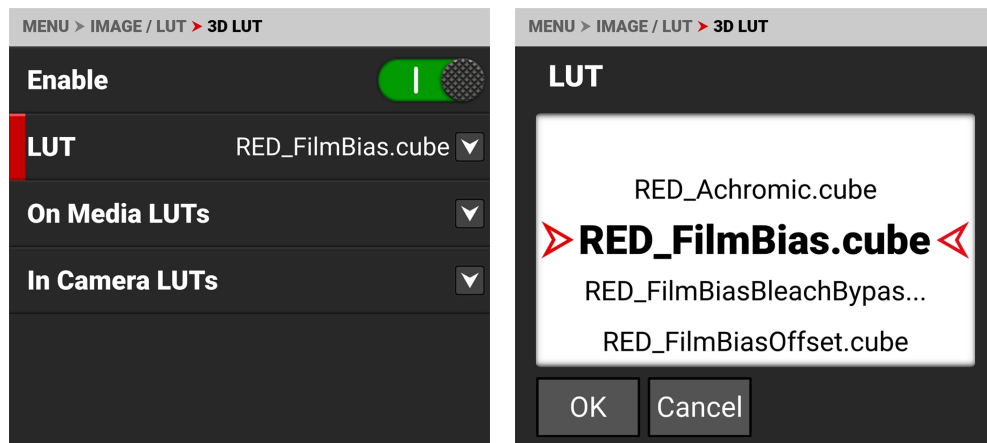 MENU > IMAGE / LUT > 3D LUT
Enable
LUT RED_FilmBias.cube
On Media LUTs
In Camera LUTs
MENU > IMAGE / LUT > 3D LUT
LUT
RED_Achromic.cube
RED_FilmBias.cube
RED_FilmBiasBleachBypas...
RED_FilmBiasOffset.cube
OK Cancel